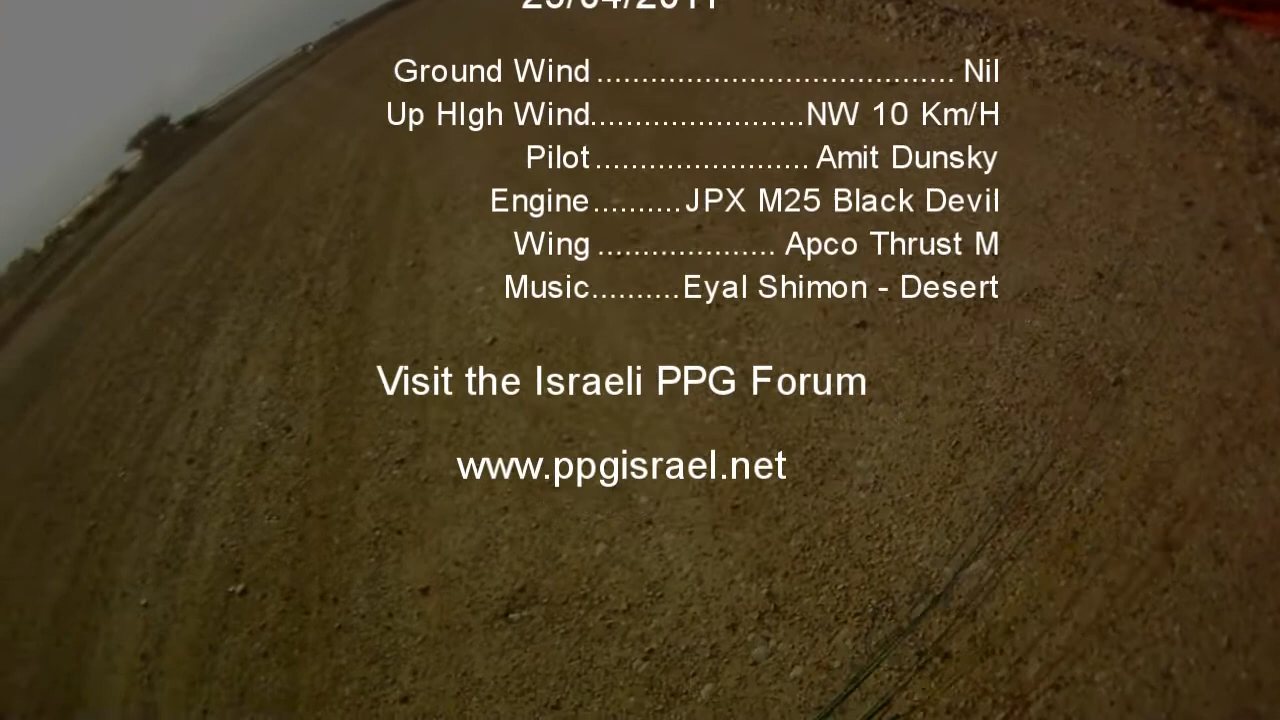 Ground Wind..................................... Nil
Up HIgh Wind......................NW 10 Km/H
Pilot...................... Amit Dunsky
Engine..........JPX M25 Black Devil
Wing................... Apco Thrust M
Music..........Eyal Shimon - Desert
Visit the Israeli PPG Forum
www.ppgisrael.net